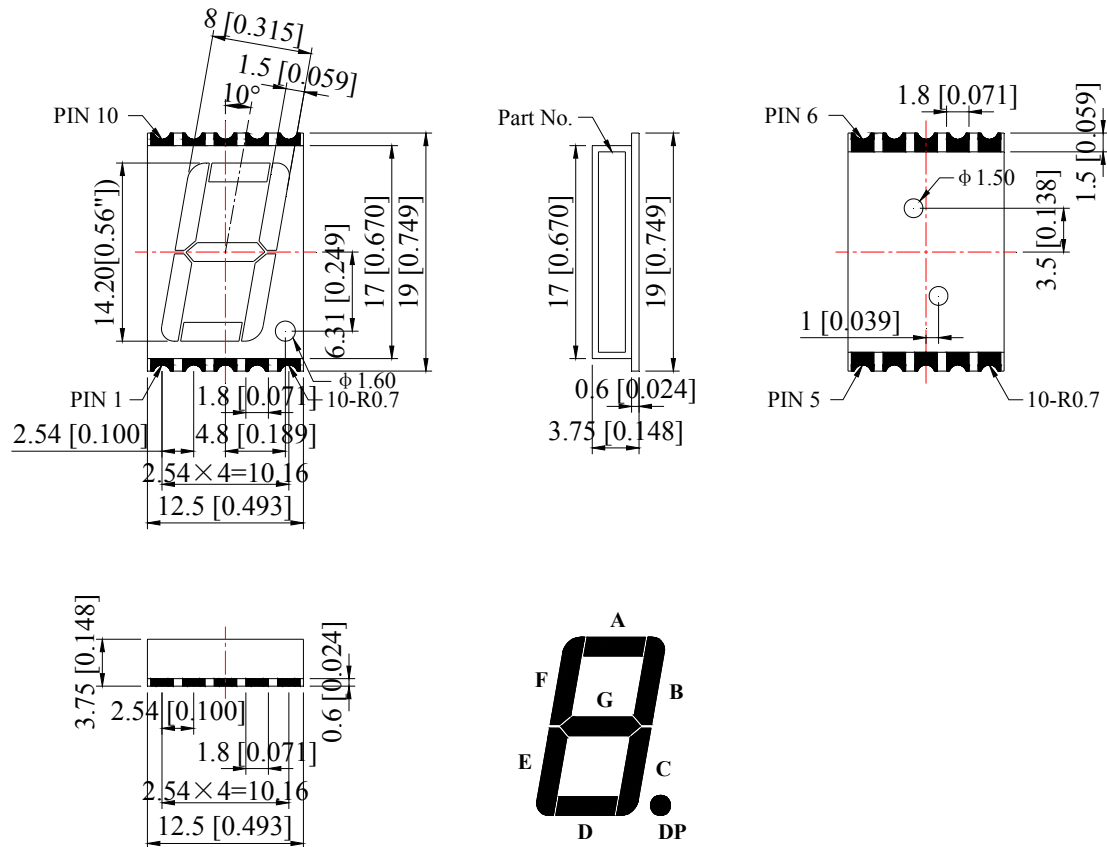 8 [0.315]
1.5 [0.059]
10°
PIN 10
14.20[0.56"])
6.31 [0.249]
17 [0.670]
19 [0.749]
φ 1.60
PIN 1
1.8 [0.071]
10-R0.7
2.54 [0.100]
4.8 [0.189]
2.54×4=10.16
12.5 [0.493]
Part No.
17 [0.670]
19 [0.749]
0.6 [0.024]
3.75 [0.148]
PIN 6
1.8 [0.071]
1.5 [0.059]
φ 1.50
3.5 [0.138]
1 [0.039]
PIN 5
10-R0.7
3.75 [0.148]
0.6 [0.024]
2.54 [0.100]
1.8 [0.071]
2.54×4=10.16
12.5 [0.493]
A
F
B
G
E
C
D
DP